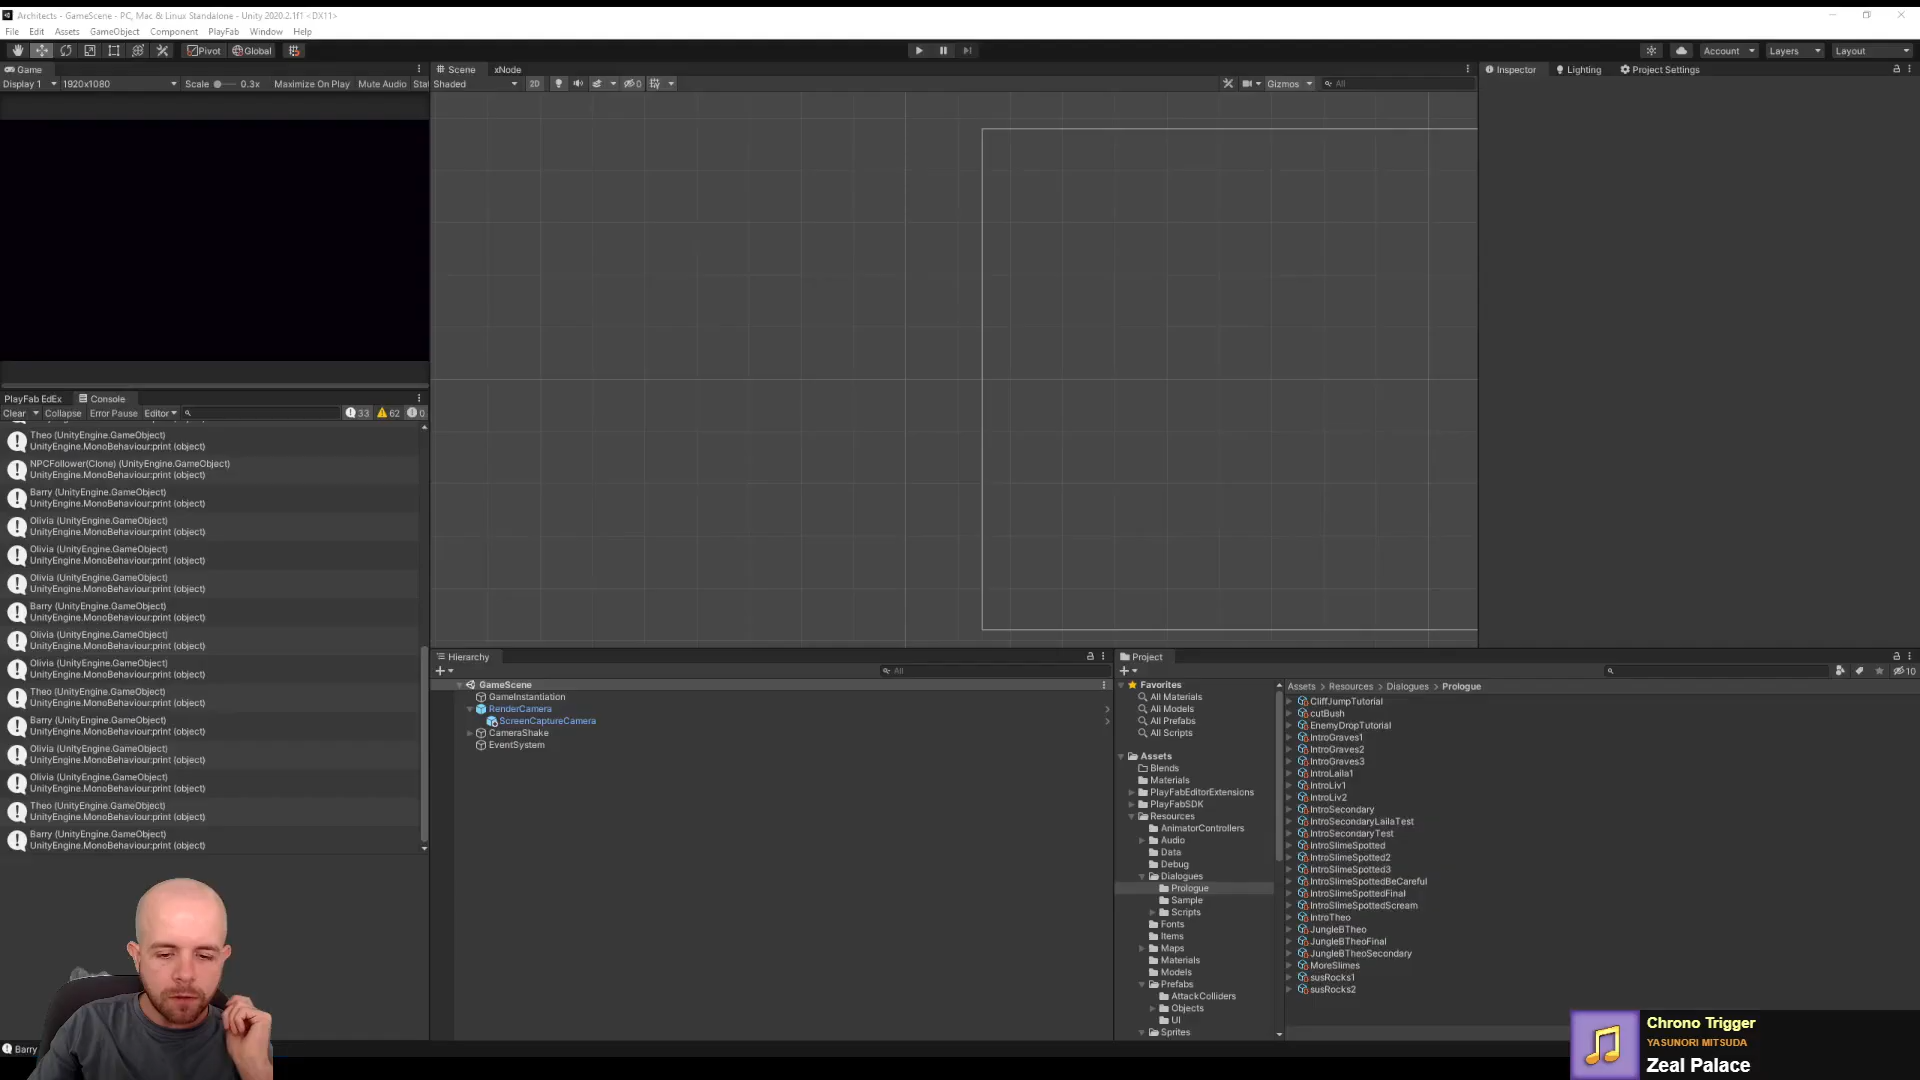 Architects - GameScene - PC, Mac & Linux Standalone - Unity 2020.2.1f1 <DX11>
File Edit Assets GameObject Component PlayFab Window Help
Pivot Global Account Layers Layout
Game
Display 1 1920x1080 Scale 0.3x Maximize On Play Mute Audio Stat
Scene xNode
Shaded 2D 0 Gizmos All
Inspector Lighting Project Settings
PlayFab EdEx Console
Clear Collapse Error Pause Editor 33 62 0
Theo (UnityEngine.GameObject)
UnityEngine.MonoBehaviour:print (object)
NPCFollower(Clone) (UnityEngine.GameObject)
UnityEngine.MonoBehaviour:print (object)
Barry (UnityEngine.GameObject)
UnityEngine.MonoBehaviour:print (object)
Olivia (UnityEngine.GameObject)
UnityEngine.MonoBehaviour:print (object)
Olivia (UnityEngine.GameObject)
UnityEngine.MonoBehaviour:print (object)
Olivia (UnityEngine.GameObject)
UnityEngine.MonoBehaviour:print (object)
Barry (UnityEngine.GameObject)
UnityEngine.MonoBehaviour:print (object)
Olivia (UnityEngine.GameObject)
UnityEngine.MonoBehaviour:print (object)
Olivia (UnityEngine.GameObject)
UnityEngine.MonoBehaviour:print (object)
Theo (UnityEngine.GameObject)
UnityEngine.MonoBehaviour:print (object)
Barry (UnityEngine.GameObject)
UnityEngine.MonoBehaviour:print (object)
Olivia (UnityEngine.GameObject)
UnityEngine.MonoBehaviour:print (object)
Olivia (UnityEngine.GameObject)
UnityEngine.MonoBehaviour:print (object)
Theo (UnityEngine.GameObject)
UnityEngine.MonoBehaviour:print (object)
Barry (UnityEngine.GameObject)
UnityEngine.MonoBehaviour:print (object)
Barry
Hierarchy
All
GameScene
GameInstantiation
RenderCamera
ScreenCaptureCamera
CameraShake
EventSystem
Project
10
Favorites
All Materials
All Models
All Prefabs
All Scripts
Assets
Blends
Materials
PlayFabEditorExtensions
PlayFabSDK
Resources
AnimatorControllers
Audio
Data
Debug
Dialogues
Prologue
Sample
Scripts
Fonts
Items
Maps
Materials
Models
Prefabs
AttackColliders
Objects
UI
Sprites
Assets > Resources > Dialogues > Prologue
CliffJumpTutorial
cutBush
EnemyDropTutorial
IntroGraves1
IntroGraves2
IntroGraves3
IntroLaila1
IntroLiv1
IntroLiv2
IntroSecondary
IntroSecondaryLailaTest
IntroSecondaryTest
IntroSlimeSpotted
IntroSlimeSpotted2
IntroSlimeSpotted3
IntroSlimeSpottedBeCareful
IntroSlimeSpottedFinal
IntroSlimeSpottedScream
IntroTheo
JungleBTheo
JungleBTheoFinal
JungleBTheoSecondary
MoreSlimes
susRocks1
susRocks2
Chrono Trigger
YASUNORI MITSUDA
Zeal Palace